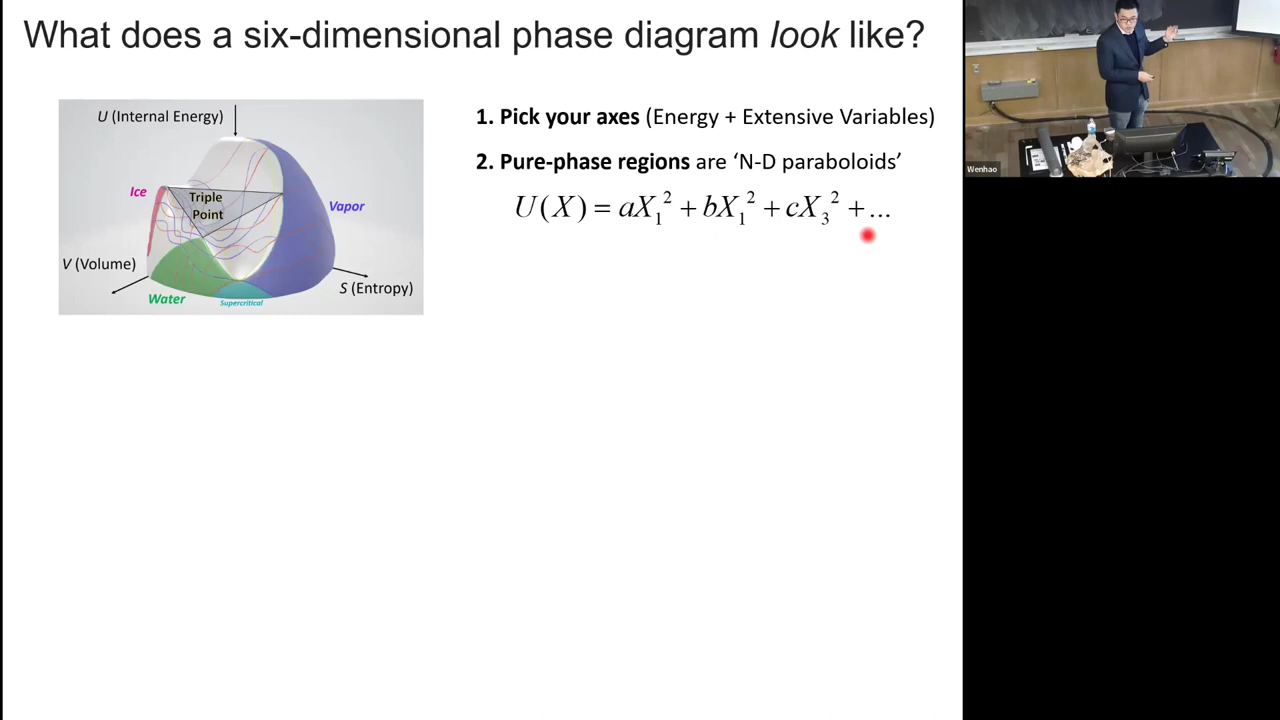 What does a six-dimensional phase diagram look like?
U (Internal Energy)
Ice
Triple
Point
Vapor
V (Volume)
S (Entropy)
Water
Supercritical
1. Pick your axes (Energy + Extensive Variables)
2. Pure-phase regions are ‘N-D paraboloids’
U(X) = aX₁² + bX₁² + cX₃² + ...
Wenhao